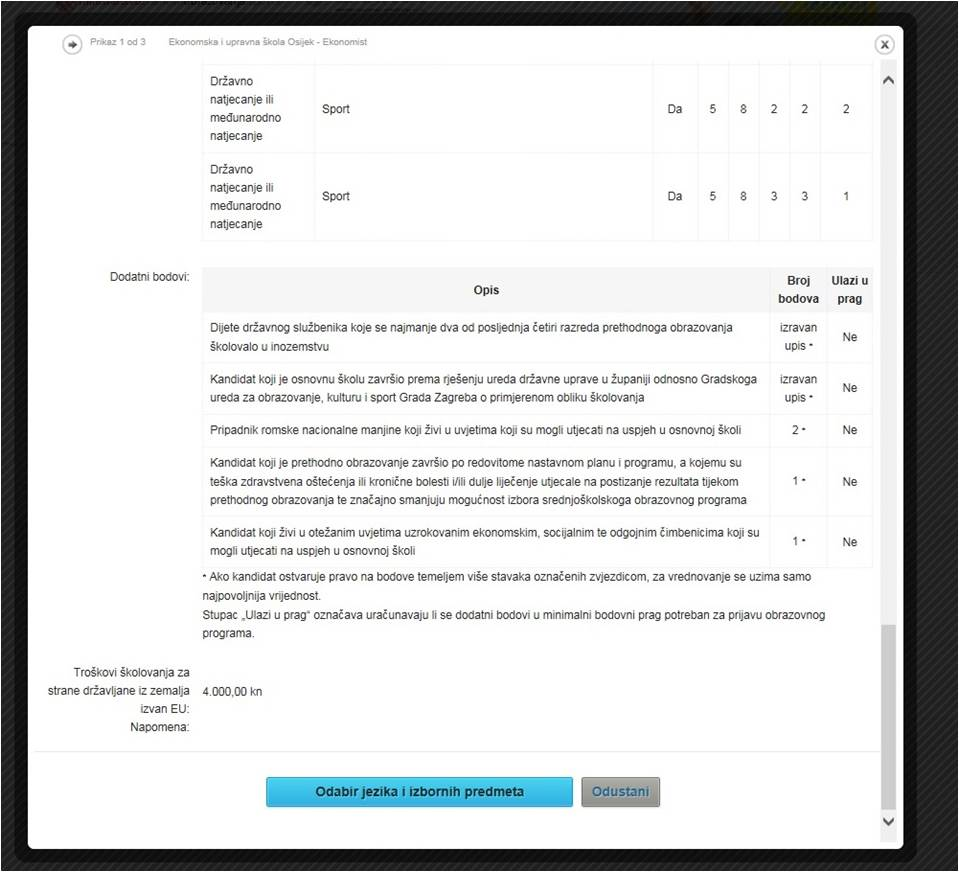 Prikaz 1 od 3 Ekonomska i upravna škola Osijek - Ekonomist
Državno
natjecanje ili
međunarodno
natjecanje
Sport Da 5 8 2 2 2
Državno
natjecanje ili
međunarodno
natjecanje
Sport Da 5 8 3 3 1
Dodatni bodovi:
Opis
Broj
bodova
Ulazi u
prag
Dijete državnog službenika koje se najmanje dva od posljednja četiri razreda prethodnoga obrazovanja
školovalo u inozemstvu
izravan
upis *
Ne
Kandidat koji je osnovnu školu završio prema rješenju ureda državne uprave u županiji odnosno Gradskoga
ureda za obrazovanje, kulturu i sport Grada Zagreba o primjerenom obliku školovanja
izravan
upis *
Ne
Pripadnik romske nacionalne manjine koji živi u uvjetima koji su mogli utjecati na uspjeh u osnovnoj školi 2 * Ne
Kandidat koji je prethodno obrazovanje završio po redovitome nastavnom planu i programu, a kojemu su
teška zdravstvena oštećenja ili kronične bolesti i/ili dulje liječenje utjecale na postizanje rezultata tijekom
prethodnog obrazovanja te značajno smanjuju mogućnost izbora srednjoškolskoga obrazovnog programa
1 * Ne
Kandidat koji živi u otežanim uvjetima uzrokovanim ekonomskim, socijalnim te odgojnim čimbenicima koji su
mogli utjecati na uspjeh u osnovnoj školi
1 * Ne
* Ako kandidat ostvaruje pravo na bodove temeljem više stavaka označenih zvjezdicom, za vrednovanje se uzima samo
najpovoljnija vrijednost.
Stupac „Ulazi u prag“ označava uračunavaju li se dodatni bodovi u minimalni bodovni prag potreban za prijavu obrazovnog
programa.
Troškovi školovanja za
strane državljane iz zemalja
izvan EU:
4.000,00 kn
Napomena:
Odabir jezika i izbornih predmeta Odustani